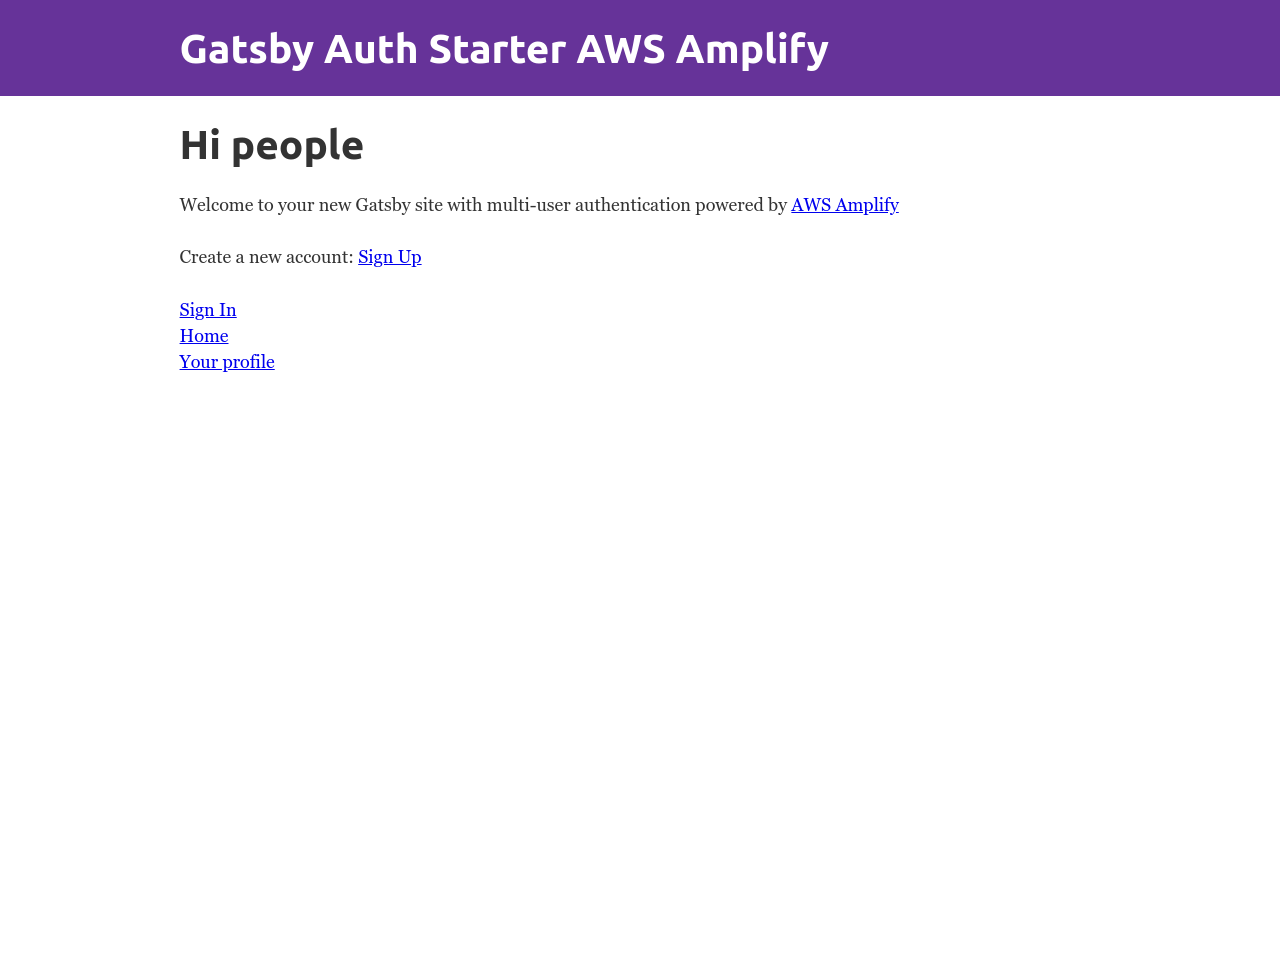 Gatsby Auth Starter AWS Amplify
Hi people
Welcome to your new Gatsby site with multi-user authentication powered by AWS Amplify
Create a new account: Sign Up
Sign In
Home
Your profile